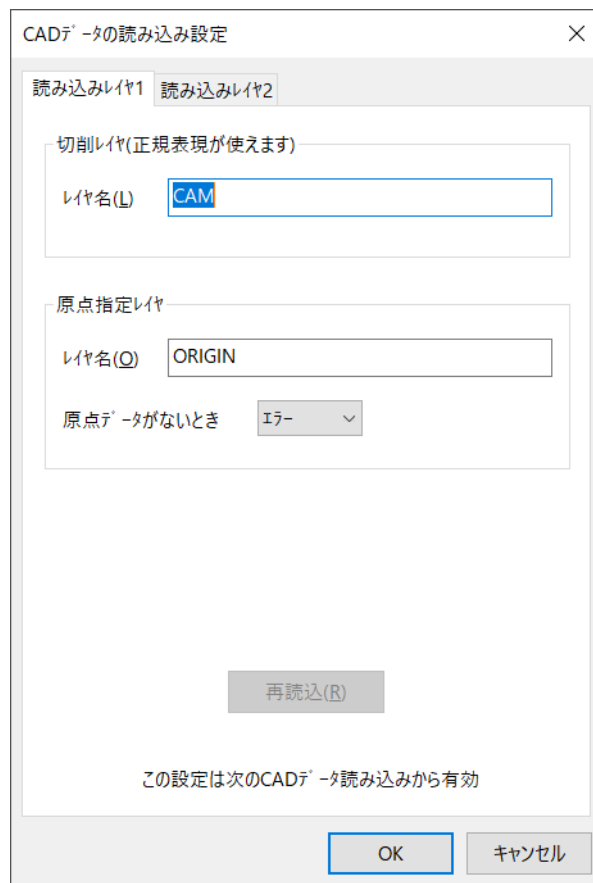 CADﾃﾞｰﾀの読み込み設定
読み込みﾚｲﾔ1 読み込みﾚｲﾔ2
切削ﾚｲﾔ(正規表現が使えます)
ﾚｲﾔ名(L) CAM
原点指定ﾚｲﾔ
ﾚｲﾔ名(O) ORIGIN
原点ﾃﾞｰﾀがないとき ｴﾗｰ
再読込(R)
この設定は次のCADﾃﾞｰﾀ読み込みから有効
OK キャンセル